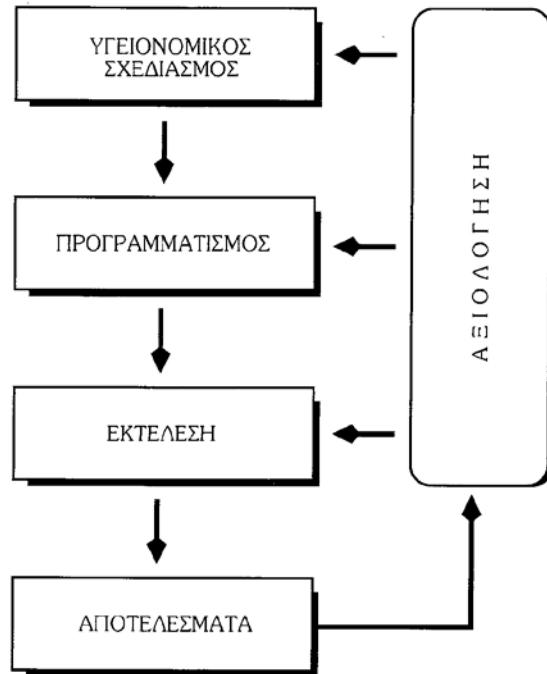 ΥΓΕΙΟΝΟΜΙΚΟΣ
ΣΧΕΔΙΑΣΜΟΣ
ΠΡΟΓΡΑΜΜΑΤΙΣΜΟΣ
ΕΚΤΕΛΕΣΗ
ΑΠΟΤΕΛΕΣΜΑΤΑ
ΑΞΙΟΛΟΓΗΣΗ